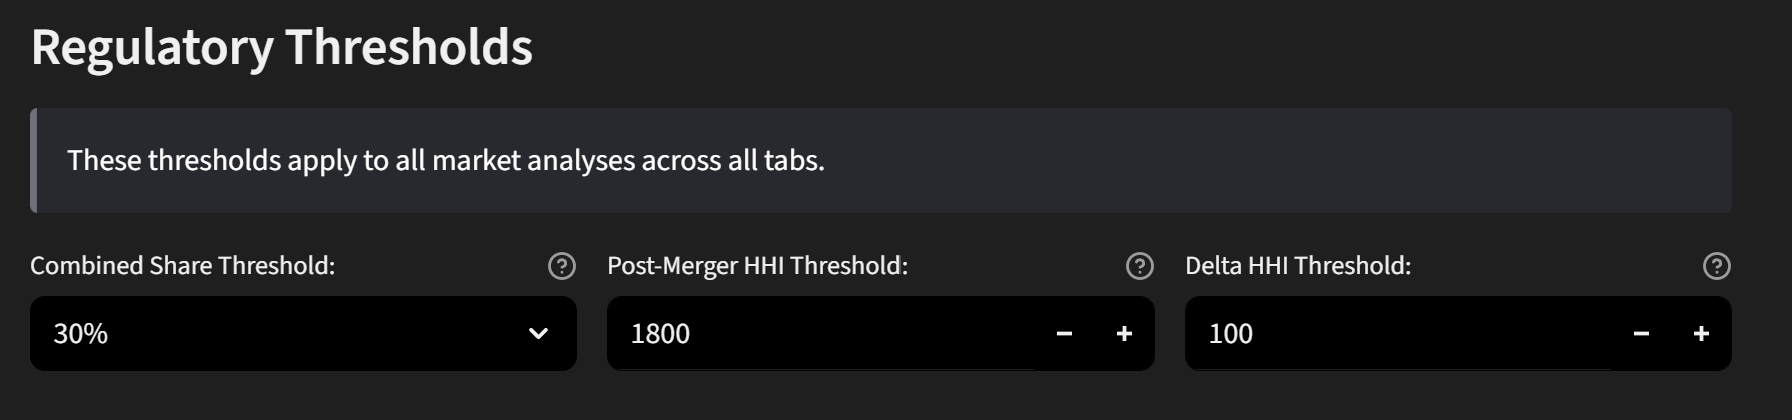 Regulatory Thresholds
These thresholds apply to all market analyses across all tabs.
Combined Share Threshold:
30%
Post-Merger HHI Threshold:
1800
Delta HHI Threshold:
100